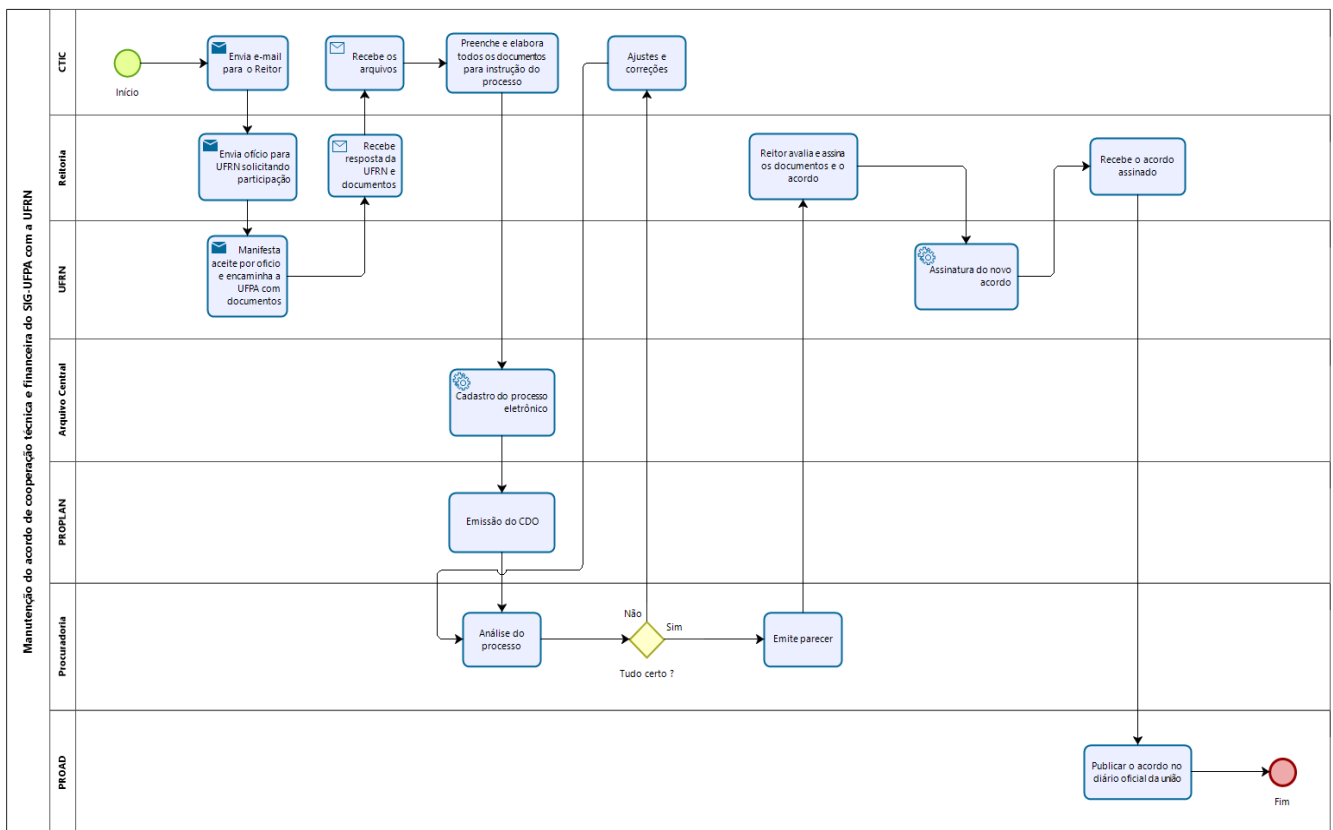 Manutenção do acordo de cooperação técnica e financeira do SIG-UFPA com a UFRN
CTIC
Início
Envia e-mail
para o Reitor
Recebe os
arquivos
Preenche e elabora
todos os documentos
para instrução do
processo
Ajustes e
correções
Reitoria
Envia ofício para
UFRN solicitando
participação
Recebe
resposta da
UFRN e
documentos
Reitor avalia e assina
os documentos e o
acordo
Recebe o acordo
assinado
UFRN
Manifesta
aceite por oficio
e encaminha a
UFPA com
documentos
Assinatura do novo
acordo
Arquivo Central
Cadastro do processo
eletrônico
PROPLAN
Emissão do CDO
Procuradoria
Análise do
processo
Não
Sim
Tudo certo ?
Emite parecer
PROAD
Publicar o acordo no
diário oficial da união
Fim